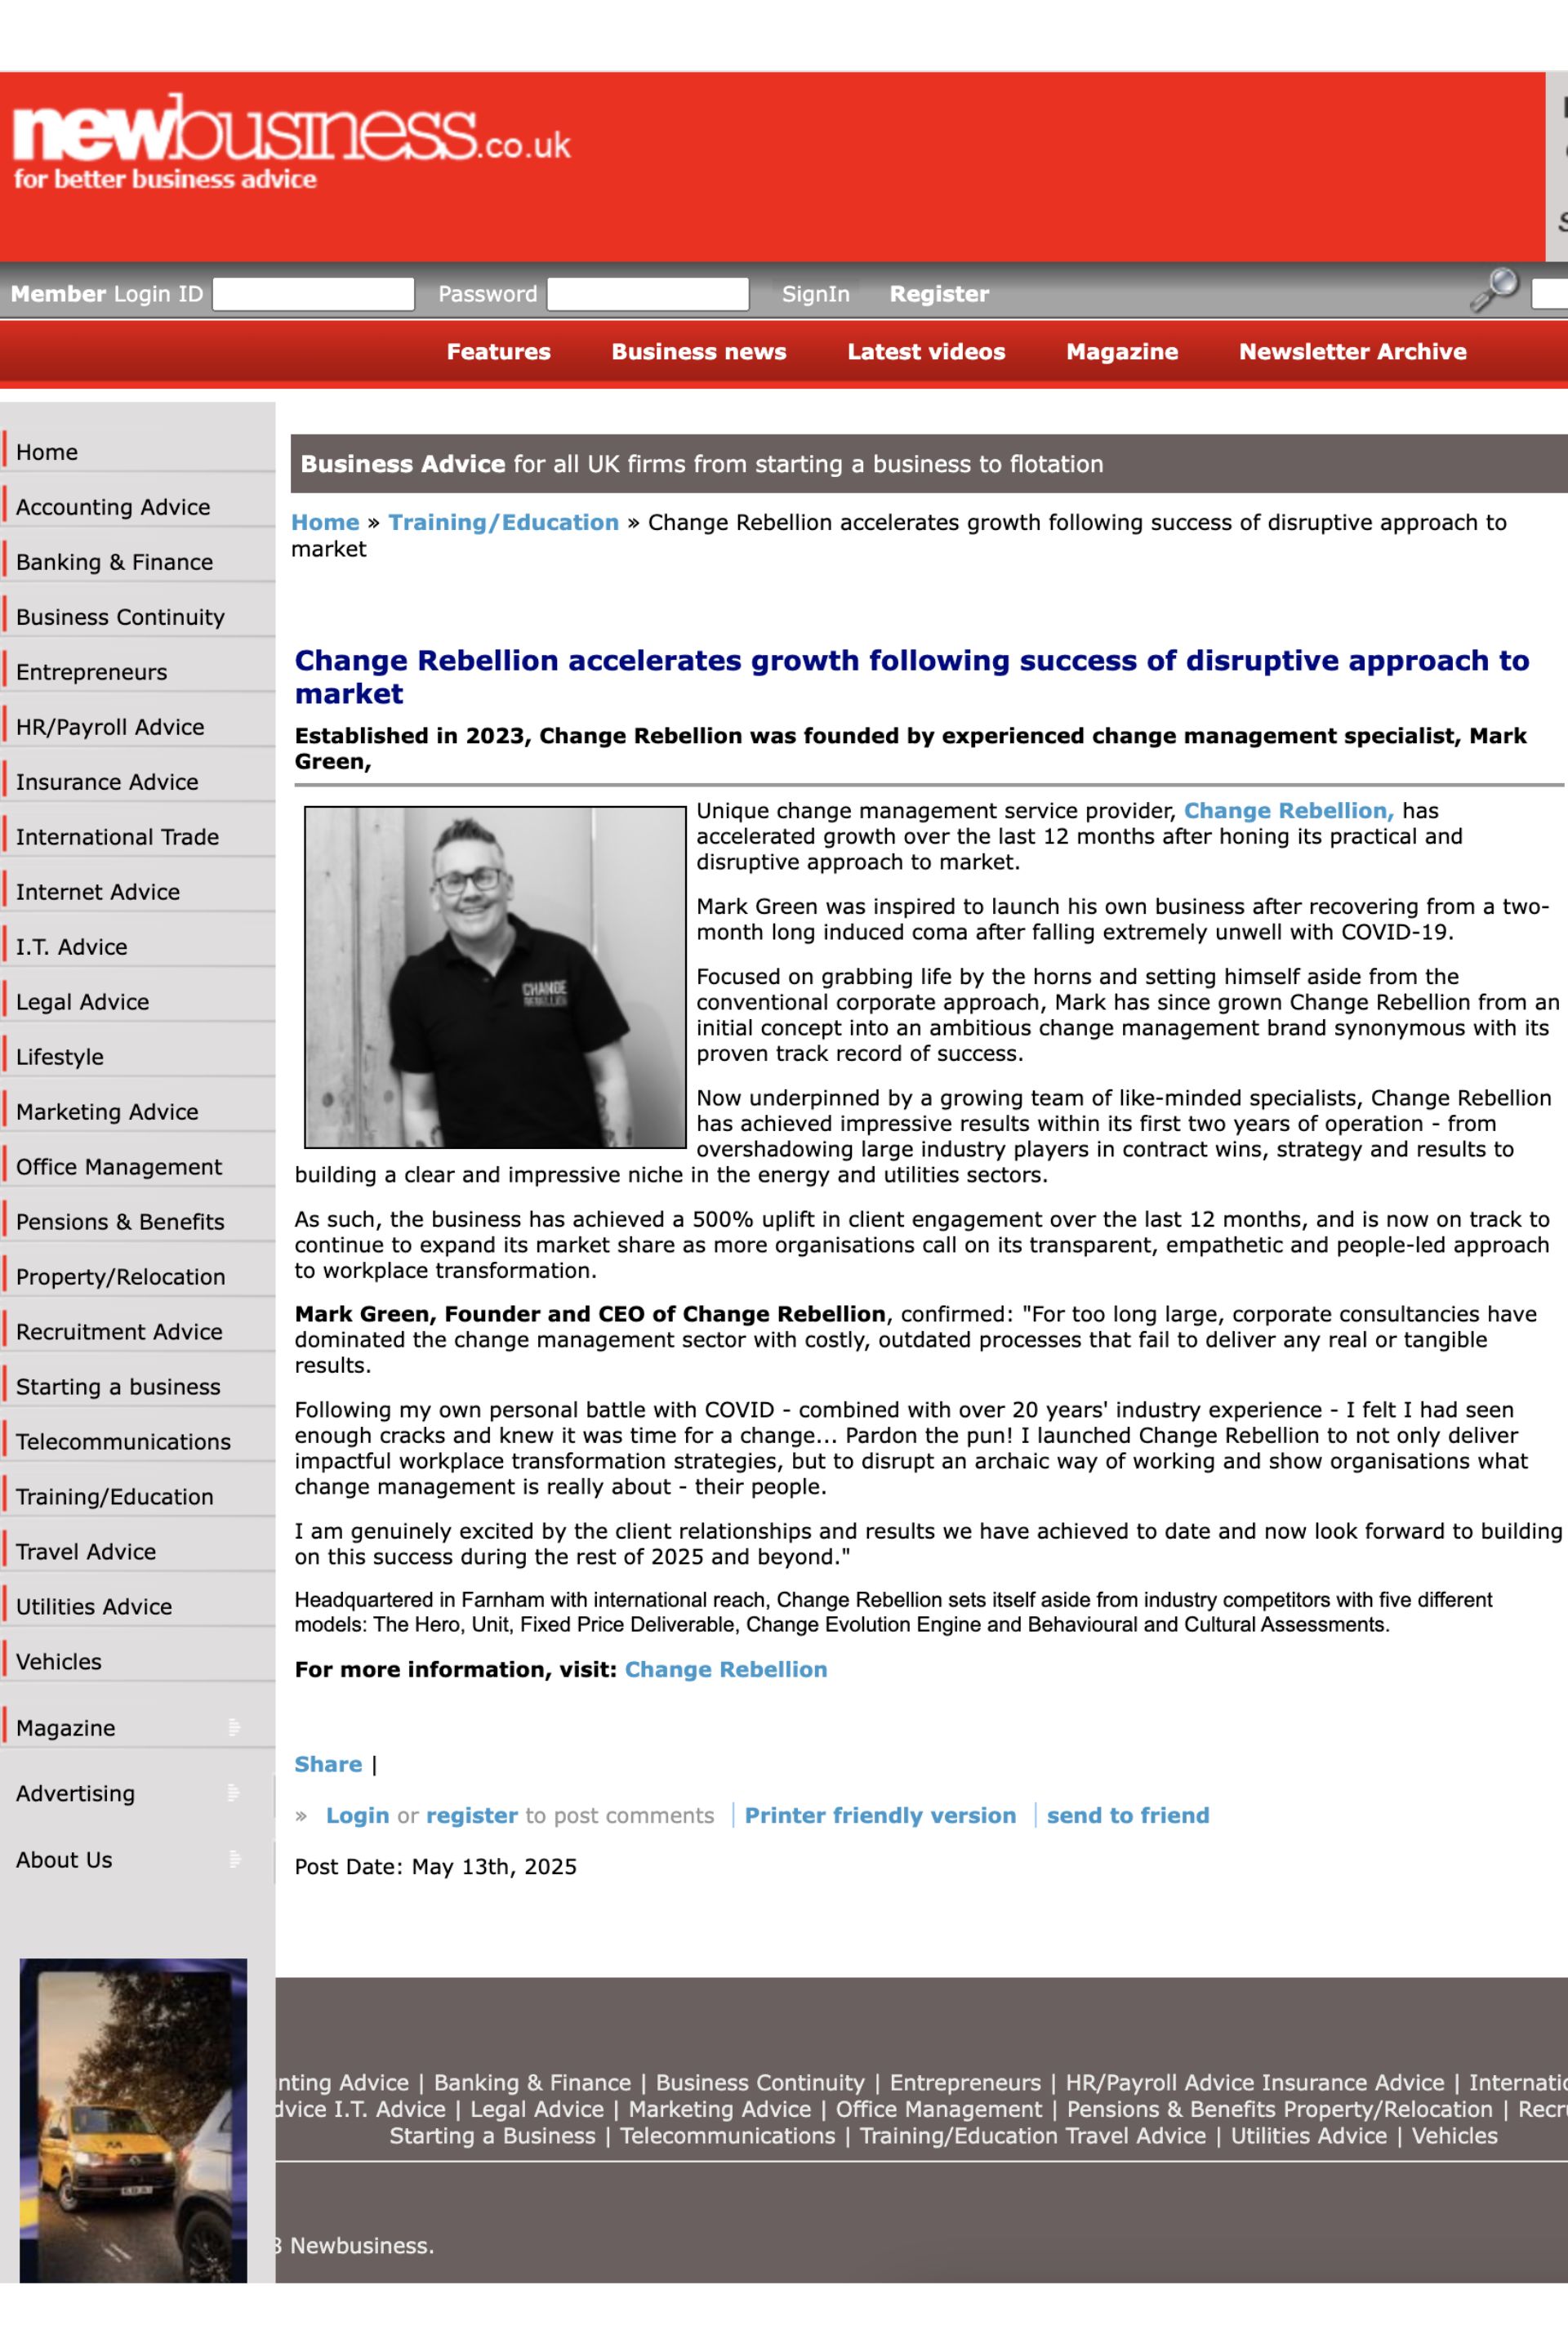 newbusiness.co.uk
for better business advice
Member Login ID
Password
SignIn
Register
Features
Business news
Latest videos
Magazine
Newsletter Archive
Home
Accounting Advice
Banking & Finance
Business Continuity
Entrepreneurs
HR/Payroll Advice
Insurance Advice
International Trade
Internet Advice
I.T. Advice
Legal Advice
Lifestyle
Marketing Advice
Office Management
Pensions & Benefits
Property/Relocation
Recruitment Advice
Starting a business
Telecommunications
Training/Education
Travel Advice
Utilities Advice
Vehicles
Magazine
Advertising
About Us
Business Advice for all UK firms from starting a business to flotation
Home » Training/Education » Change Rebellion accelerates growth following success of disruptive approach to
market
Change Rebellion accelerates growth following success of disruptive approach to
market
Established in 2023, Change Rebellion was founded by experienced change management specialist, Mark
Green,
CHANGE
REBELLION
Unique change management service provider, Change Rebellion, has
accelerated growth over the last 12 months after honing its practical and
disruptive approach to market.
Mark Green was inspired to launch his own business after recovering from a two-
month long induced coma after falling extremely unwell with COVID-19.
Focused on grabbing life by the horns and setting himself aside from the
conventional corporate approach, Mark has since grown Change Rebellion from an
initial concept into an ambitious change management brand synonymous with its
proven track record of success.
Now underpinned by a growing team of like-minded specialists, Change Rebellion
has achieved impressive results within its first two years of operation - from
overshadowing large industry players in contract wins, strategy and results to
building a clear and impressive niche in the energy and utilities sectors.
As such, the business has achieved a 500% uplift in client engagement over the last 12 months, and is now on track to
continue to expand its market share as more organisations call on its transparent, empathetic and people-led approach
to workplace transformation.
Mark Green, Founder and CEO of Change Rebellion, confirmed: "For too long large, corporate consultancies have
dominated the change management sector with costly, outdated processes that fail to deliver any real or tangible
results.
Following my own personal battle with COVID - combined with over 20 years' industry experience - I felt I had seen
enough cracks and knew it was time for a change... Pardon the pun! I launched Change Rebellion to not only deliver
impactful workplace transformation strategies, but to disrupt an archaic way of working and show organisations what
change management is really about - their people.
I am genuinely excited by the client relationships and results we have achieved to date and now look forward to building
on this success during the rest of 2025 and beyond."
Headquartered in Farnham with international reach, Change Rebellion sets itself aside from industry competitors with five different
models: The Hero, Unit, Fixed Price Deliverable, Change Evolution Engine and Behavioural and Cultural Assessments.
For more information, visit: Change Rebellion
Share |
» Login or register to post comments | Printer friendly version | send to friend
Post Date: May 13th, 2025
nting Advice | Banking & Finance | Business Continuity | Entrepreneurs | HR/Payroll Advice Insurance Advice | Internatio
dvice I.T. Advice | Legal Advice | Marketing Advice | Office Management | Pensions & Benefits Property/Relocation | Recru
Starting a Business | Telecommunications | Training/Education Travel Advice | Utilities Advice | Vehicles
3 Newbusiness.